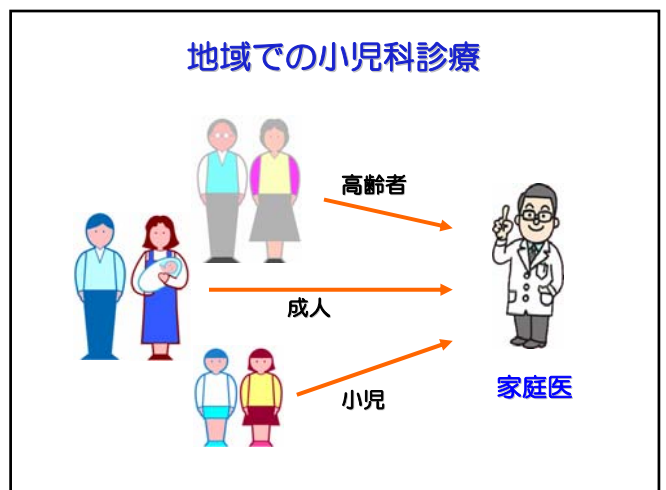 地域での小児科診療
高齢者
成人
小児
家庭医